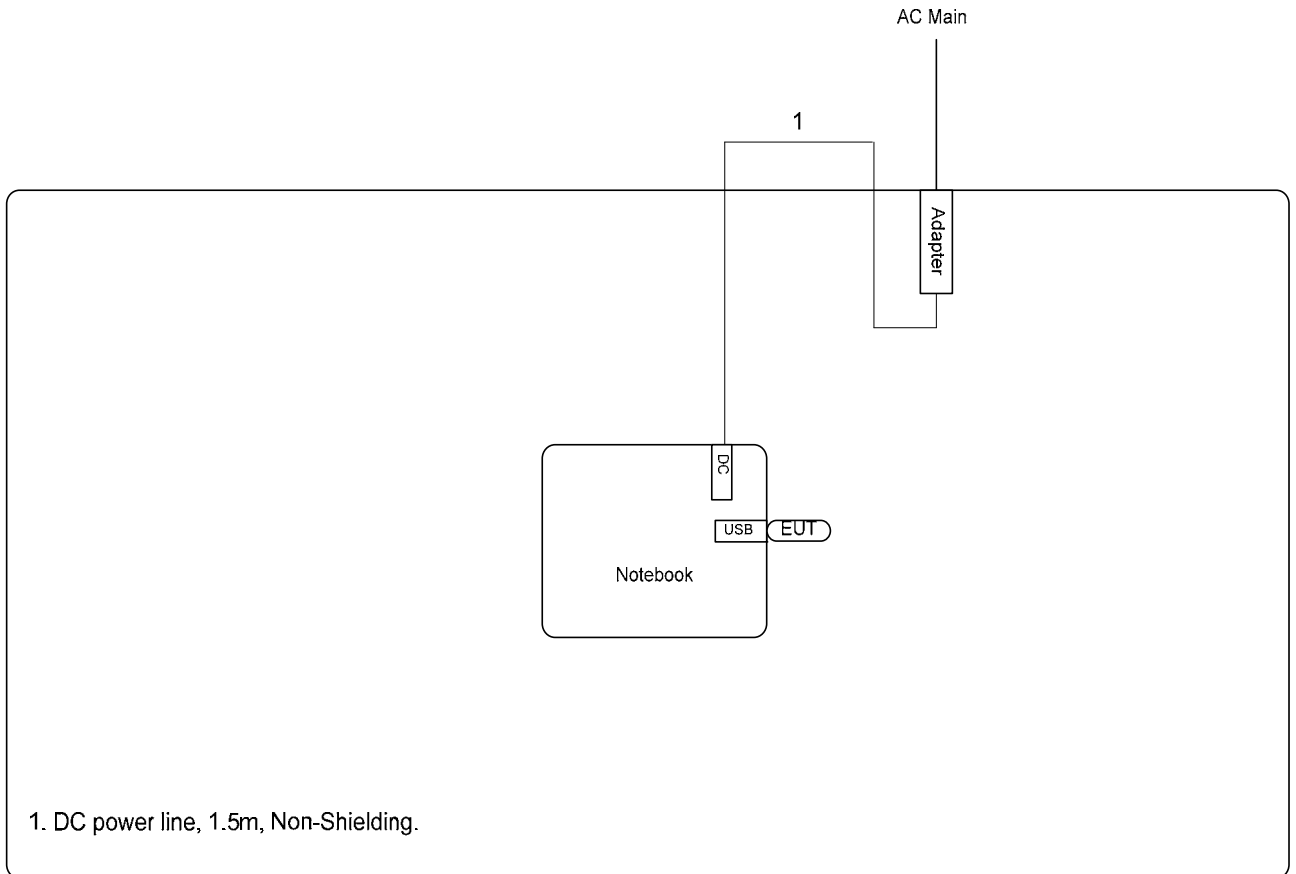 AC Main
1
Adapter
DC
USB
EUT
Notebook
1. DC power line, 1.5m, Non-Shielding.